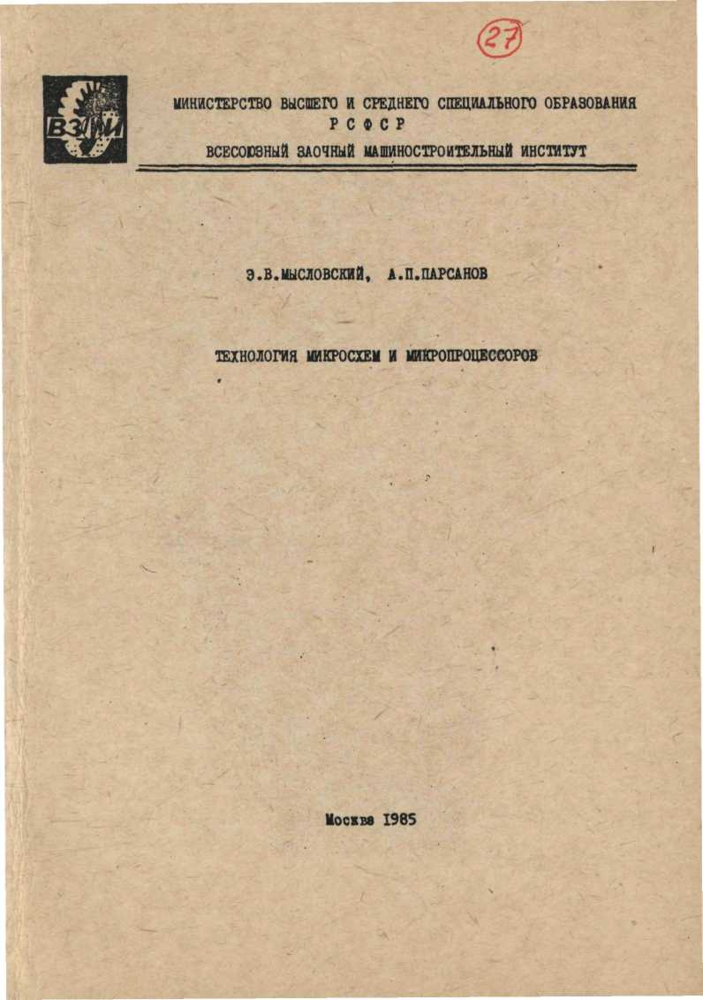 27
ВЗМИ
МИНИСТЕРСТВО ВЫСШЕГО И СРЕДНЕГО СПЕЦИАЛЬНОГО ОБРАЗОВАНИЯ
Р С Ф С Р
ВСЕСОЮЗНЫЙ ЗАОЧНЫЙ МАШИНОСТРОИТЕЛЬНЫЙ ИНСТИТУТ
Э.В.МЫСЛОВСКИЙ, А.П.ПАРСАНОВ
ТЕХНОЛОГИЯ МИКРОСХЕМ И МИКРОПРОЦЕССОРОВ
Москва 1985